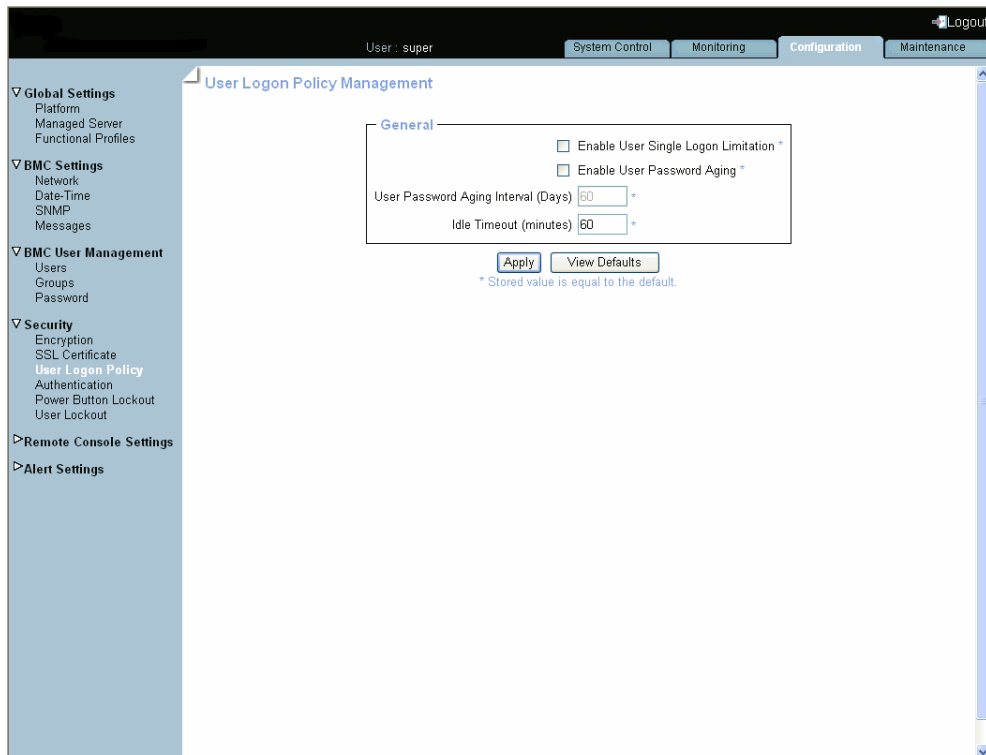 Logout
User : super
System Control
Monitoring
Configuration
Maintenance
Global Settings
Platform
Managed Server
Functional Profiles
BMC Settings
Network
Date-Time
SNMP
Messages
BMC User Management
Users
Groups
Password
Security
Encryption
SSL Certificate
User Logon Policy
Authentication
Power Button Lockout
User Lockout
Remote Console Settings
Alert Settings
User Logon Policy Management
General
Enable User Single Logon Limitation *
Enable User Password Aging *
User Password Aging Interval (Days) 60 *
Idle Timeout (minutes) 60 *
Apply View Defaults
* Stored value is equal to the default.